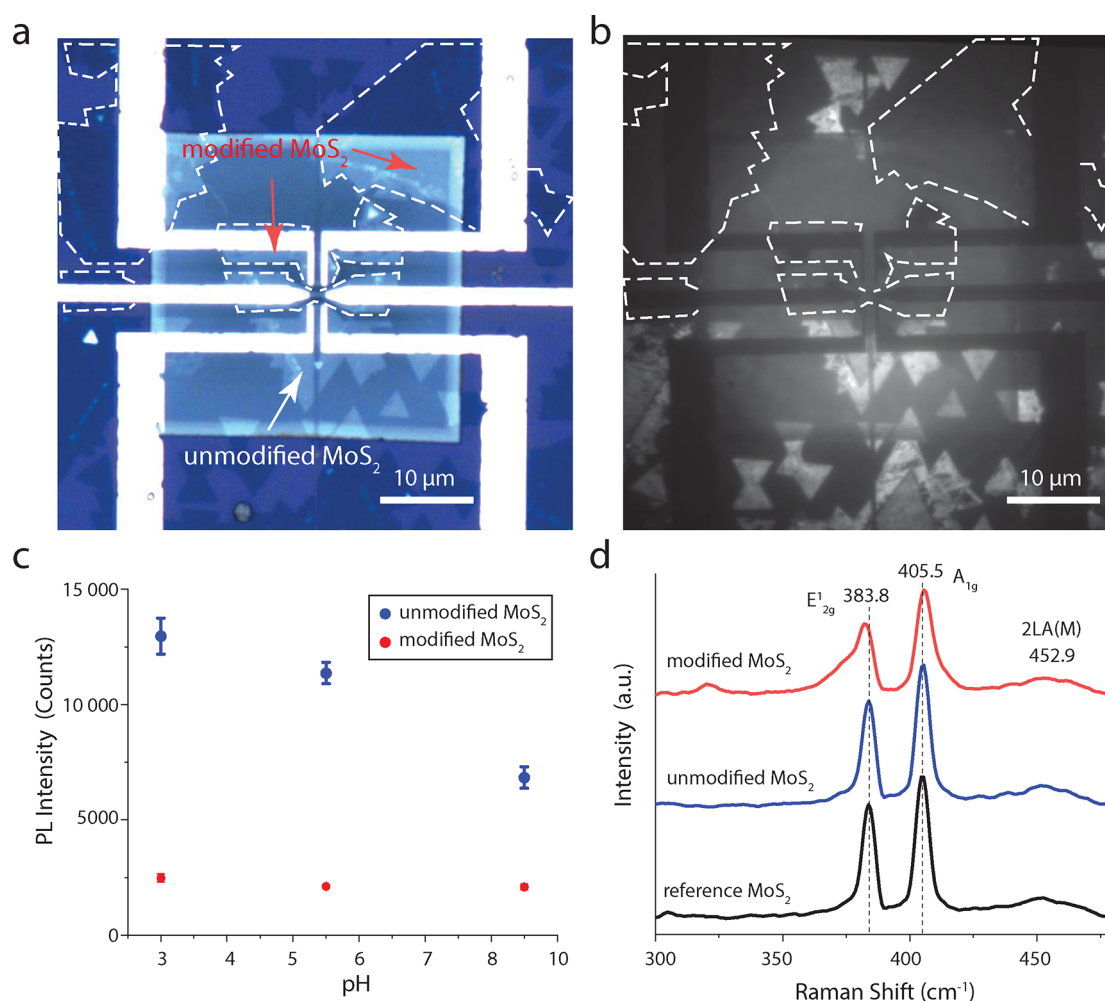 a
modified MoS₂
unmodified MoS₂
10 μm
b
10 μm
c
15 000
10 000
5000
0
3
4
5
6
7
8
9
10
PL Intensity (Counts)
pH
unmodified MoS₂
modified MoS₂
d
E¹₂g
383.8
405.5
A₁g
2LA(M)
452.9
modified MoS₂
unmodified MoS₂
reference MoS₂
300
350
400
450
Intensity (a.u.)
Raman Shift (cm⁻¹)